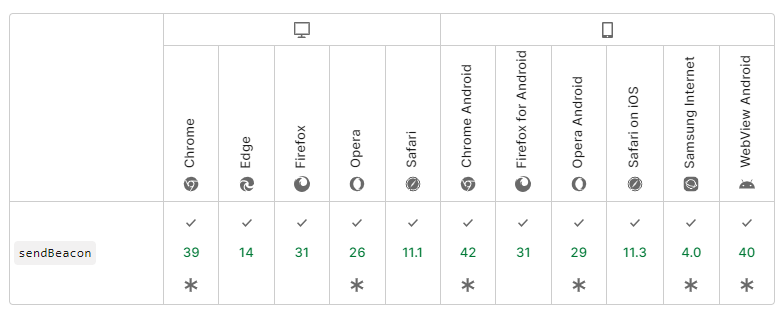 Chrome
Edge
Firefox
Opera
Safari
Chrome Android
Firefox for Android
Opera Android
Safari on iOS
Samsung Internet
WebView Android
sendBeacon
✓ ✓ ✓ ✓ ✓ ✓ ✓ ✓ ✓ ✓ ✓
39 14 31 26 11.1 42 31 29 11.3 4.0 40
* * * * * *